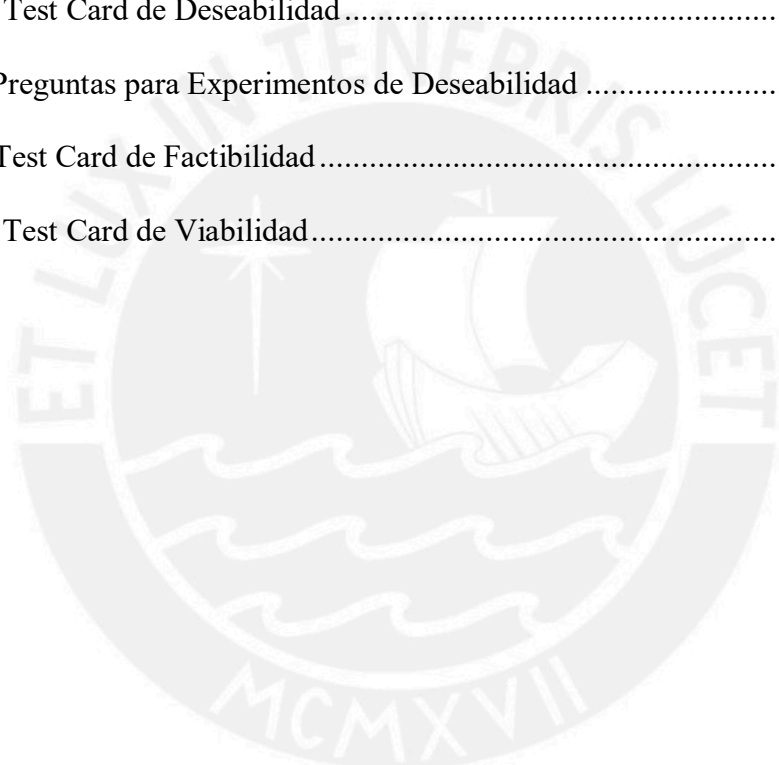 Test Card de Deseabilidad......................................................
Preguntas para Experimentos de Deseabilidad .......................
Test Card de Factibilidad.........................................................
Test Card de Viabilidad..........................................................
ET LUX IN TENEBRIS LUCET
MCMXVII